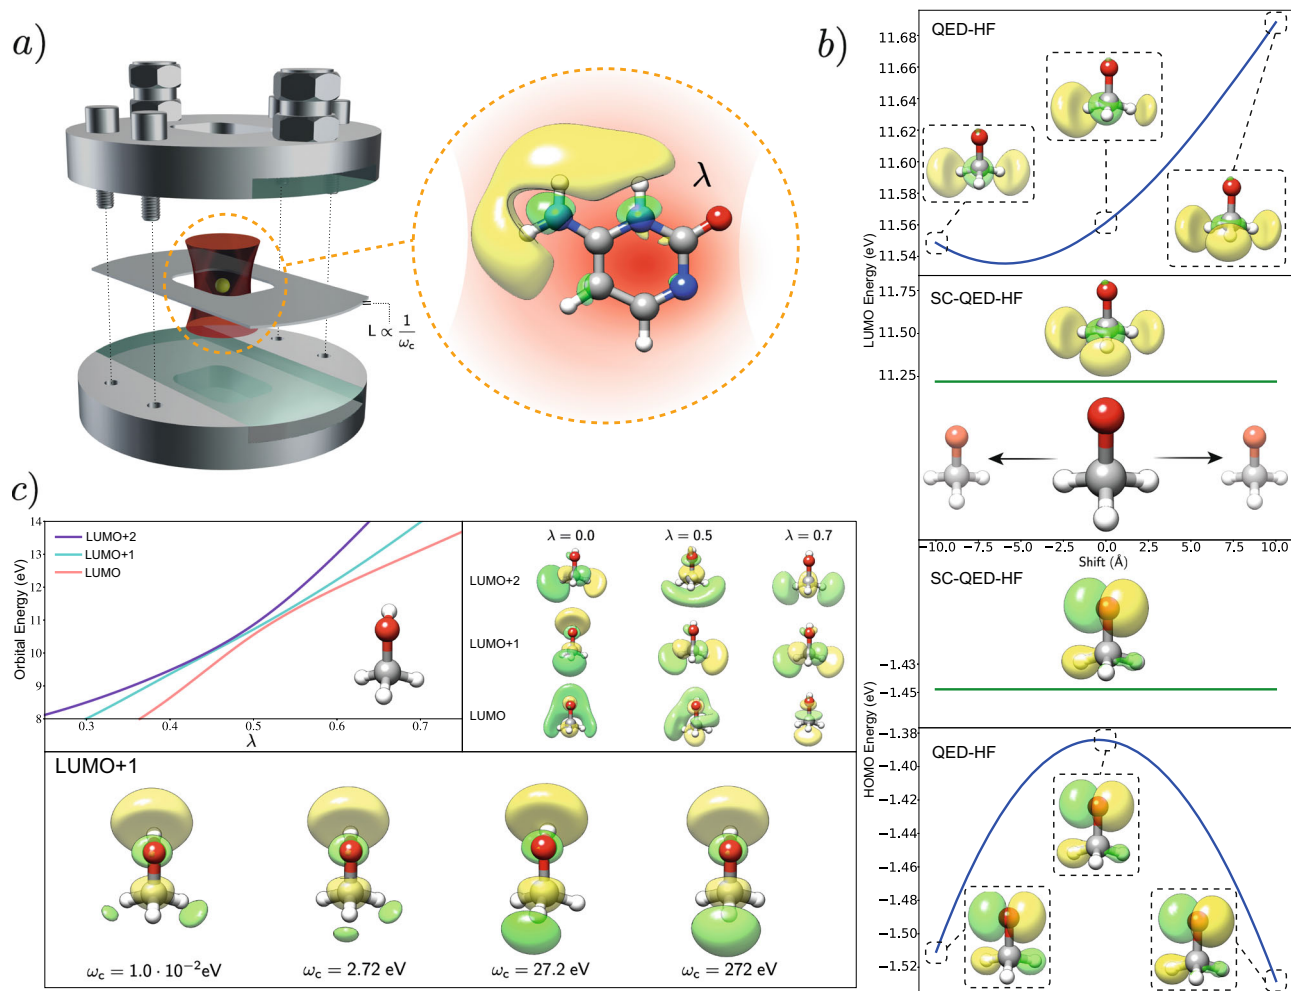 a)
λ
L ∝ 1/ω_c
b)
QED-HF
11.68
11.66
11.64
11.62
11.60
11.58
11.56
11.54
LUMO Energy (eV)
SC-QED-HF
11.75
11.50
11.25
−10.0 −7.5 −5.0 −2.5 0.0 2.5 5.0 7.5 10.0
Shift (Å)
SC-QED-HF
−1.43
−1.45
HOMO Energy (eV)
QED-HF
−1.38
−1.40
−1.42
−1.44
−1.46
−1.48
−1.50
−1.52
c)
14
13
12
11
10
9
8
Orbital Energy (eV)
LUMO+2
LUMO+1
LUMO
0.3 0.4 0.5 0.6 0.7
λ
λ = 0.0 λ = 0.5 λ = 0.7
LUMO+2
LUMO+1
LUMO
LUMO+1
ω_c = 1.0 · 10⁻² eV ω_c = 2.72 eV ω_c = 27.2 eV ω_c = 272 eV